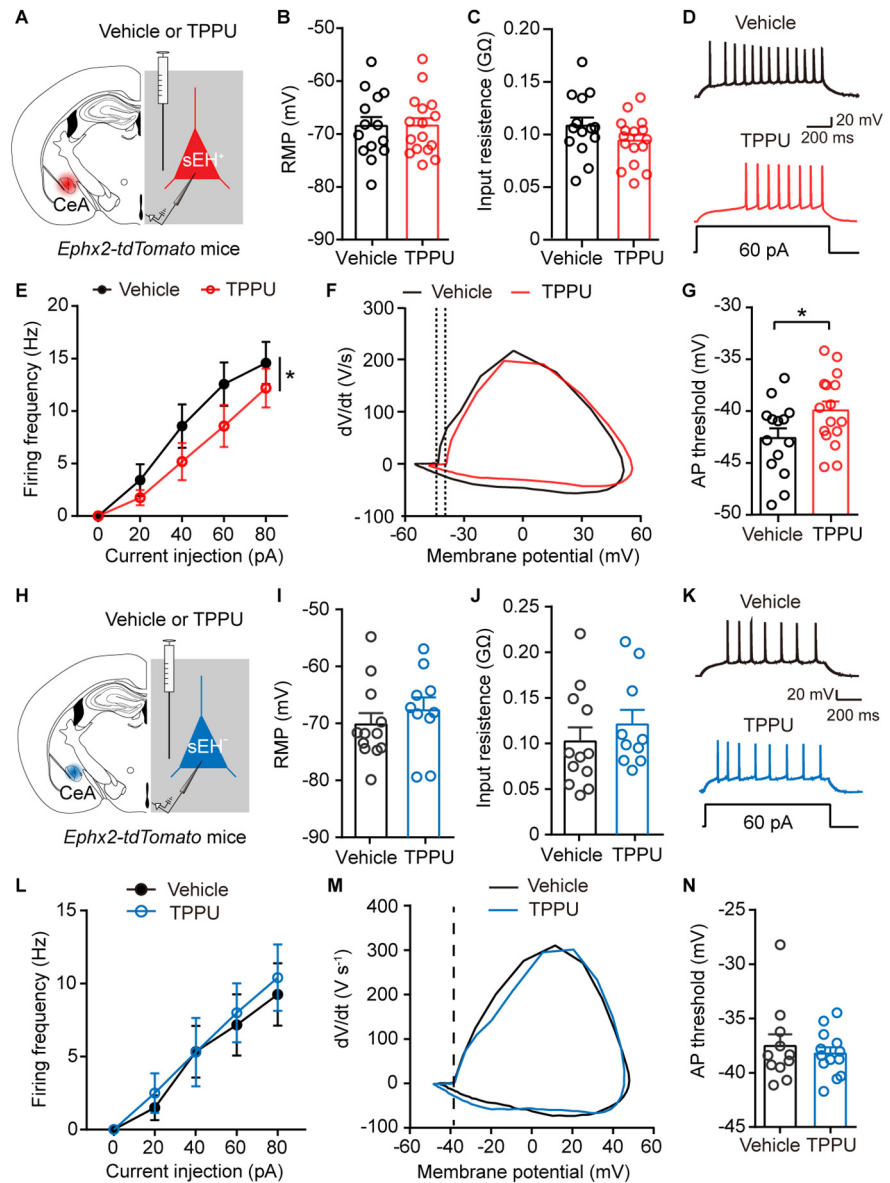 A
Vehicle or TPPU
sEH+
CeA
Ephx2-tdTomato mice
B
RMP (mV)
-50
-60
-70
-80
-90
Vehicle TPPU
C
Input resistence (GΩ)
0.20
0.15
0.10
0.05
0.00
Vehicle TPPU
D
Vehicle
20 mV
200 ms
TPPU
60 pA
E
Vehicle TPPU
Firing frequency (Hz)
20
15
10
5
0
*
0 20 40 60 80
Current injection (pA)
F
Vehicle TPPU
dV/dt (V/s)
300
200
100
0
-100
-60 -30 0 30 60
Membrane potential (mV)
G
AP threshold (mV)
-30
-35
-40
-45
-50
*
Vehicle TPPU
H
Vehicle or TPPU
sEH−
CeA
Ephx2-tdTomato mice
I
RMP (mV)
-50
-60
-70
-80
-90
Vehicle TPPU
J
Input resistence (GΩ)
0.25
0.20
0.15
0.10
0.05
0
Vehicle TPPU
K
Vehicle
20 mV
200 ms
TPPU
60 pA
L
Vehicle
TPPU
Firing frequency (Hz)
15
10
5
0
0 20 40 60 80
Current injection (pA)
M
Vehicle
TPPU
dV/dt (V s-1)
400
300
200
100
0
-100
-60 -40 -20 0 20 40 60
Membrane potential (mV)
N
AP threshold (mV)
-25
-30
-35
-40
-45
Vehicle TPPU